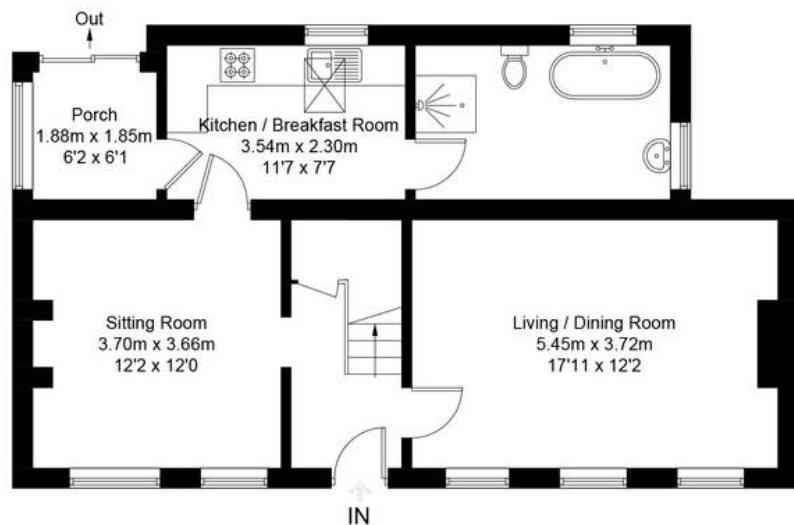 Out
Porch
1.88m x 1.85m
6'2 x 6'1
Kitchen / Breakfast Room
3.54m x 2.30m
11'7 x 7'7
Sitting Room
3.70m x 3.66m
12'2 x 12'0
Living / Dining Room
5.45m x 3.72m
17'11 x 12'2
IN